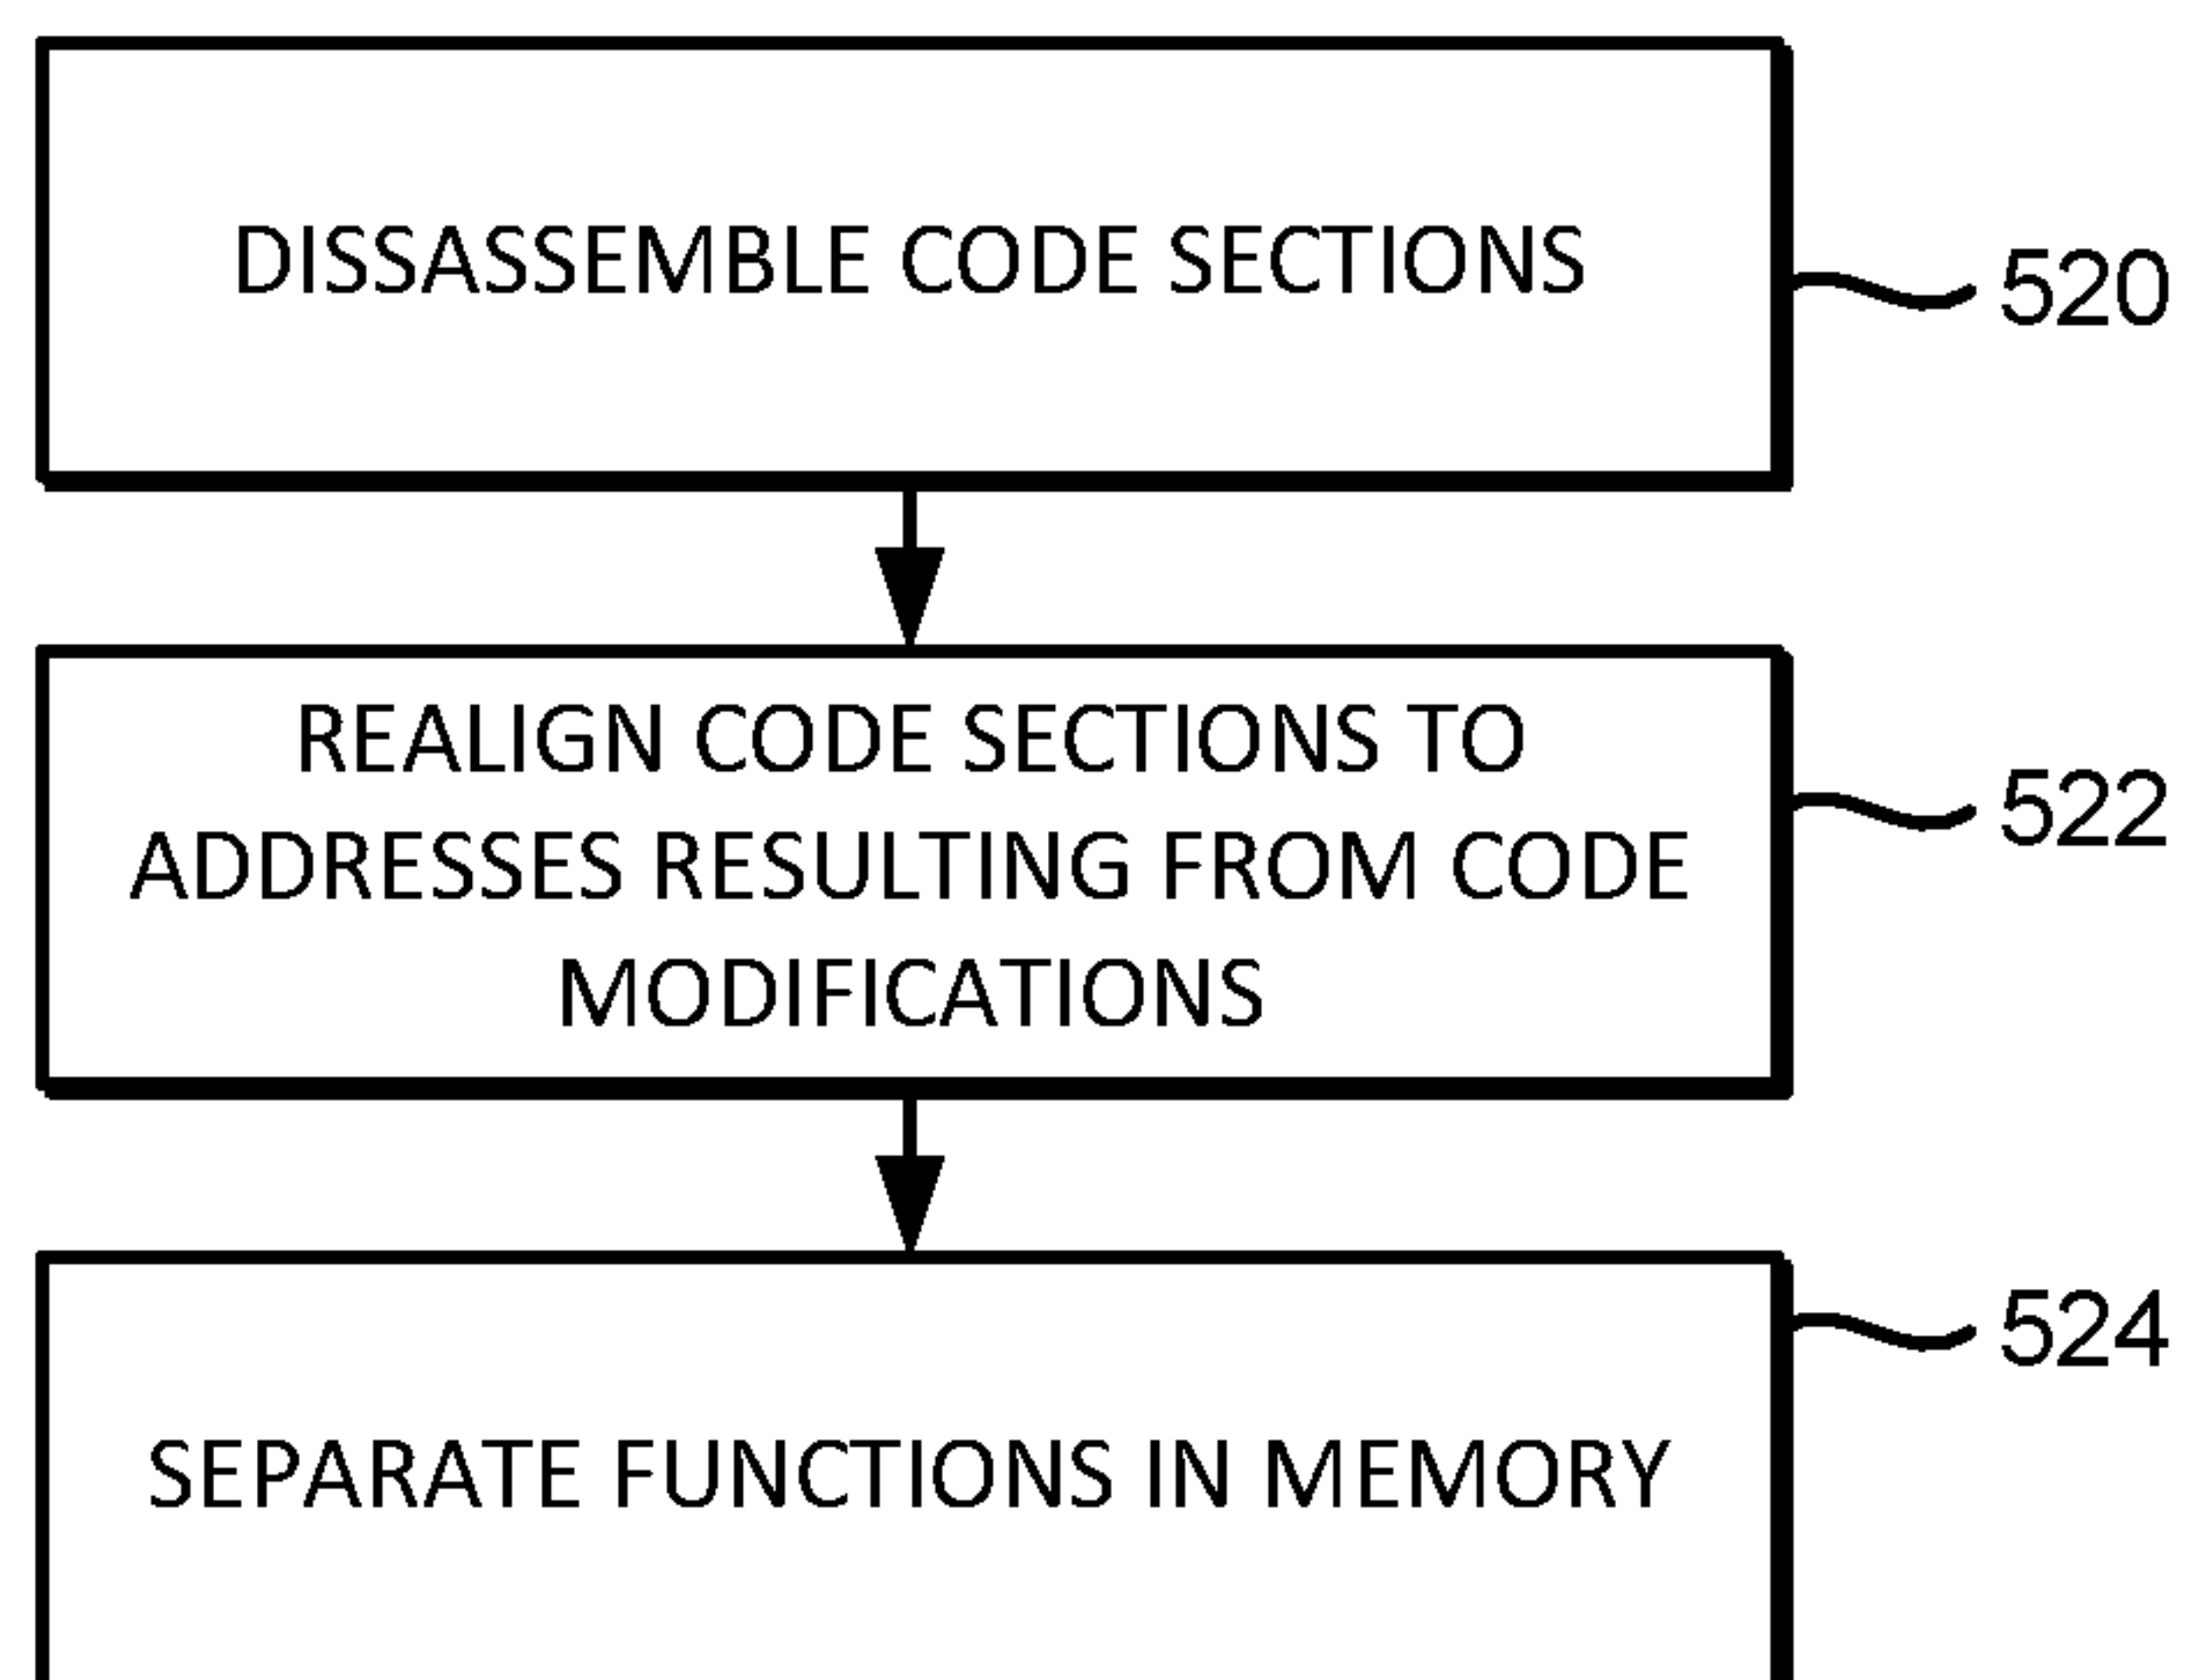 DISSASSEMBLE CODE SECTIONS
520
REALIGN CODE SECTIONS TO
ADDRESSES RESULTING FROM CODE
MODIFICATIONS
522
524
SEPARATE FUNCTIONS IN MEMORY